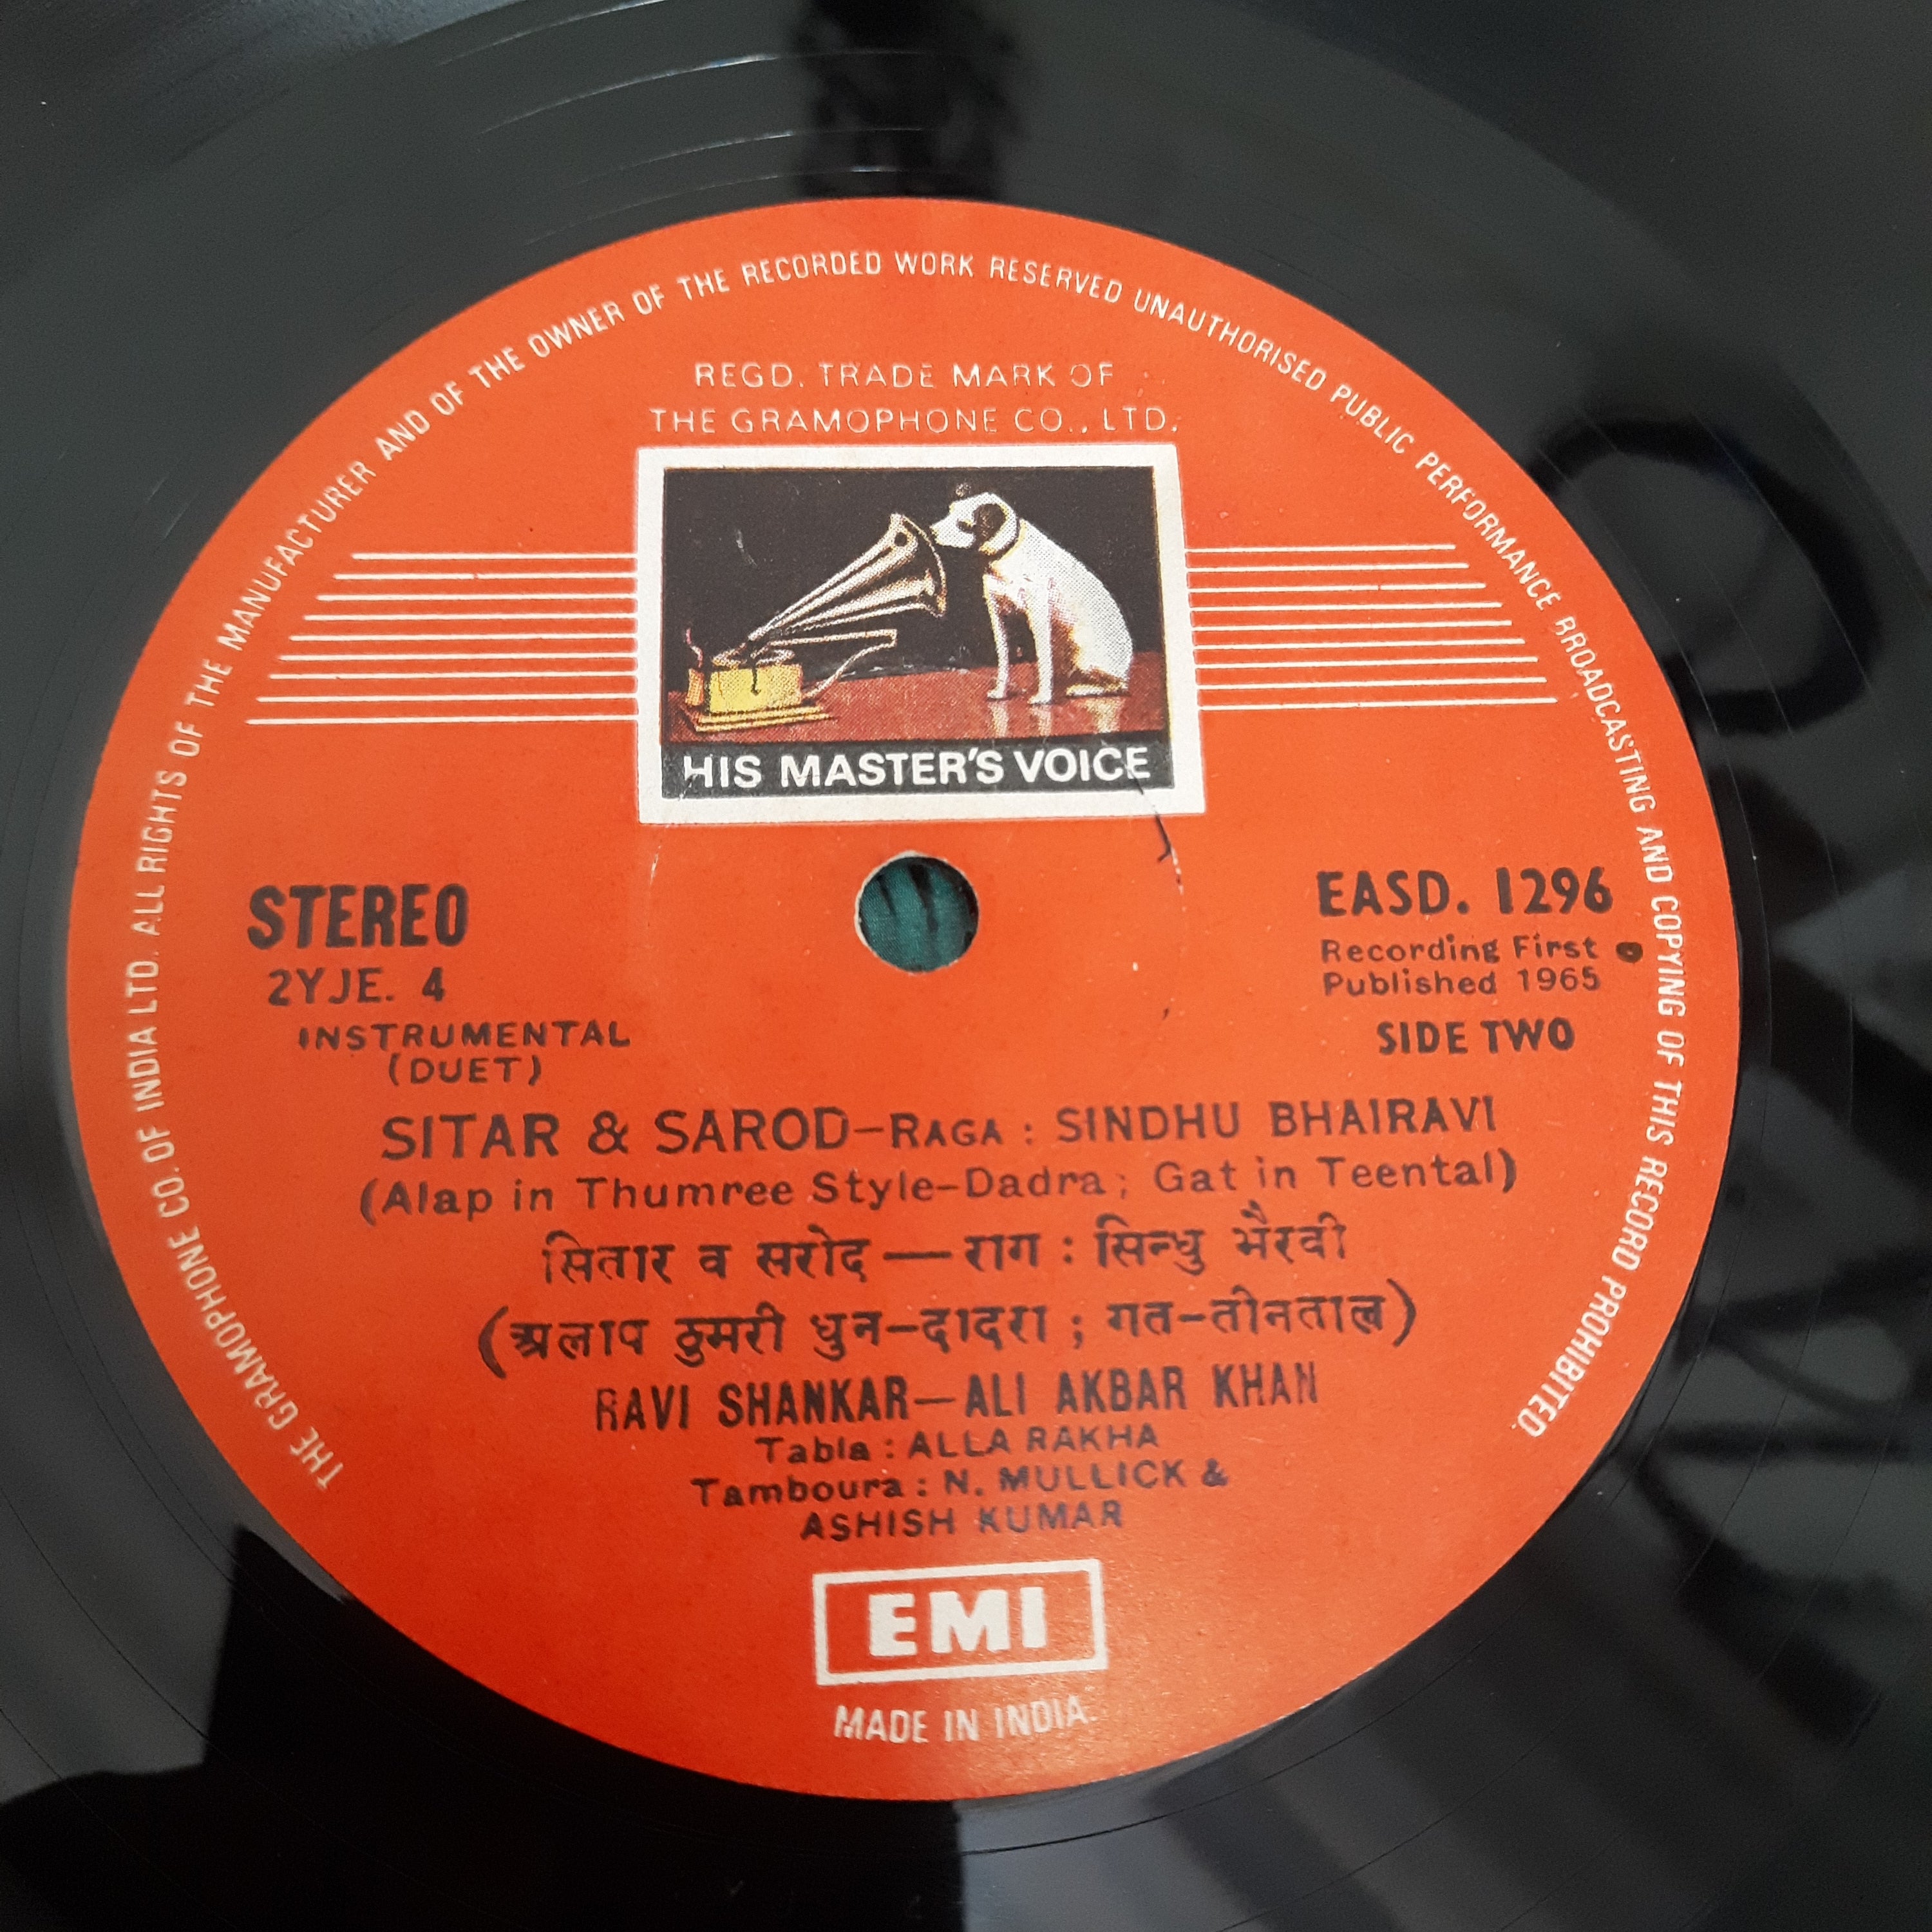 THE GRAMOPHONE CO. OF INDIA LTD. ALL RIGHTS OF THE MANUFACTURER AND OF THE OWNER OF THE RECORDED WORK RESERVED UNAUTHORISED PUBLIC PERFORMANCE BROADCASTING AND COPYING OF THIS RECORD PROHIBITED.
REGD. TRADE MARK OF
THE GRAMOPHONE CO., LTD.
HIS MASTER'S VOICE
STEREO
2YJE. 4
INSTRUMENTAL
(DUET)
EASD. 1296
Recording First
Published 1965
SIDE TWO
SITAR & SAROD—RAGA : SINDHU BHAIRAVI
(Alap in Thumree Style-Dadra; Gat in Teental)
सितार व सरोद — राग : सिन्धु भैरवी
(अलाप ठुमरी धुन-दादरा ; गत-तीनताल)
RAVI SHANKAR—ALI AKBAR KHAN
Tabla : ALLA RAKHA
Tamboura : N. MULLICK &
ASHISH KUMAR
EMI
MADE IN INDIA